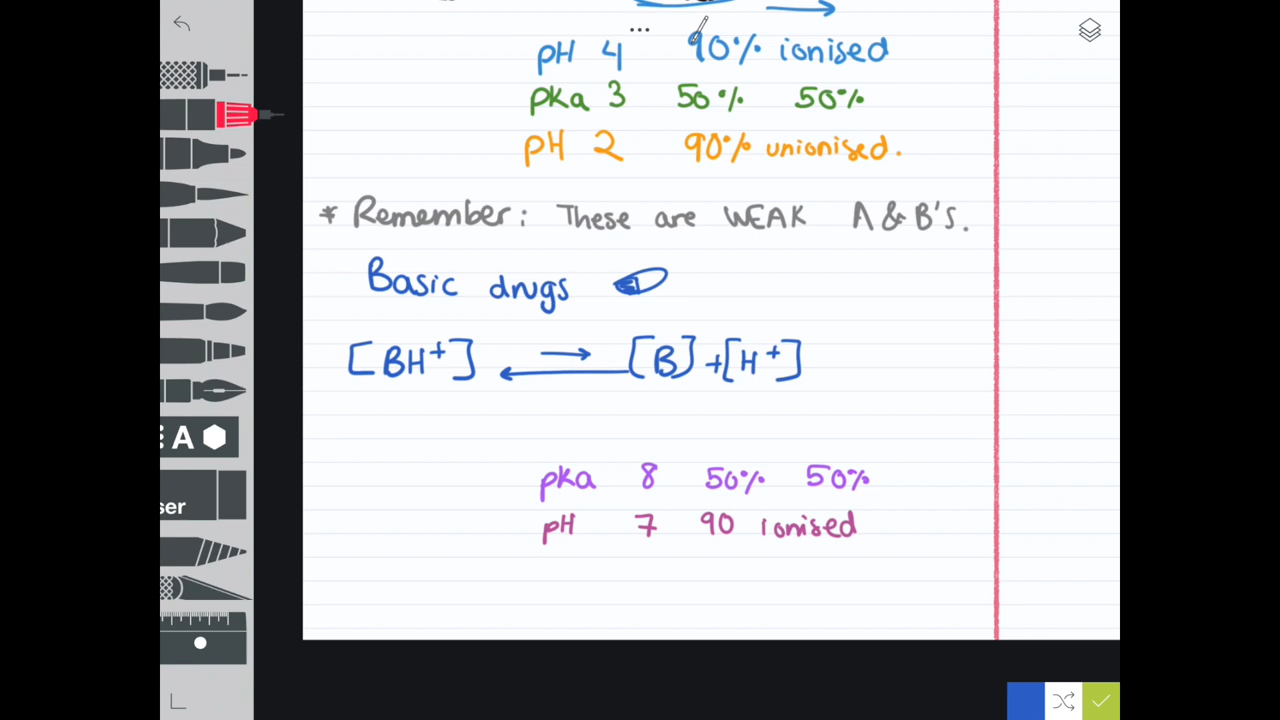 pH 4 90% ionised
pka 3 50% 50%
pH 2 90% unionised.
* Remember: These are WEAK A & B's.
Basic drugs
[BH+] [B] + [H+]
A
pka 8 50% 50%
ser
pH 7 90 ionised